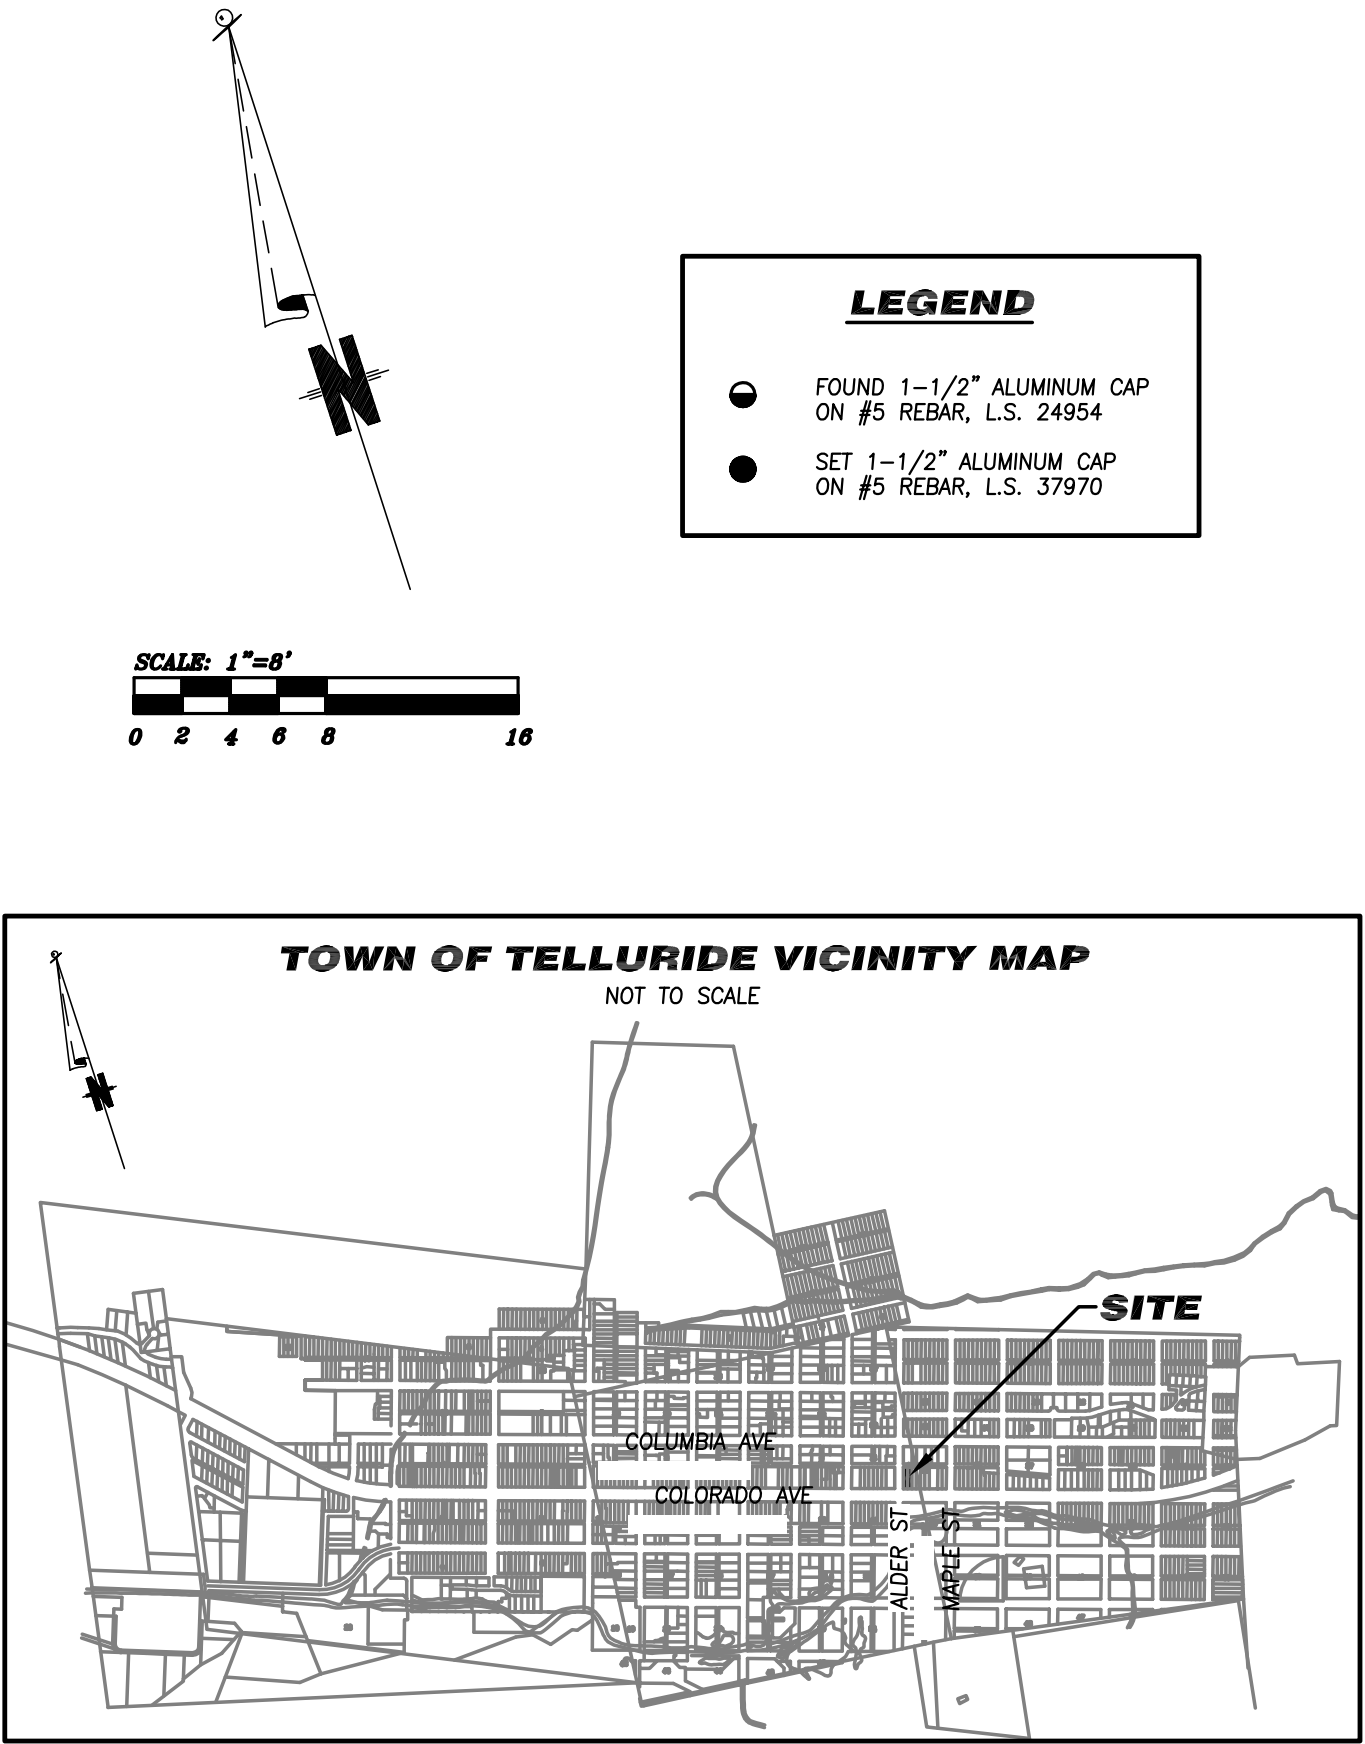 N
LEGEND
FOUND 1-1/2" ALUMINUM CAP
ON #5 REBAR, L.S. 24954
SET 1-1/2" ALUMINUM CAP
ON #5 REBAR, L.S. 37970
SCALE: 1"=8'
0 2 4 6 8 16
TOWN OF TELLURIDE VICINITY MAP
NOT TO SCALE
N
SITE
COLUMBIA AVE
COLORADO AVE
ALDER ST
MAPLE ST